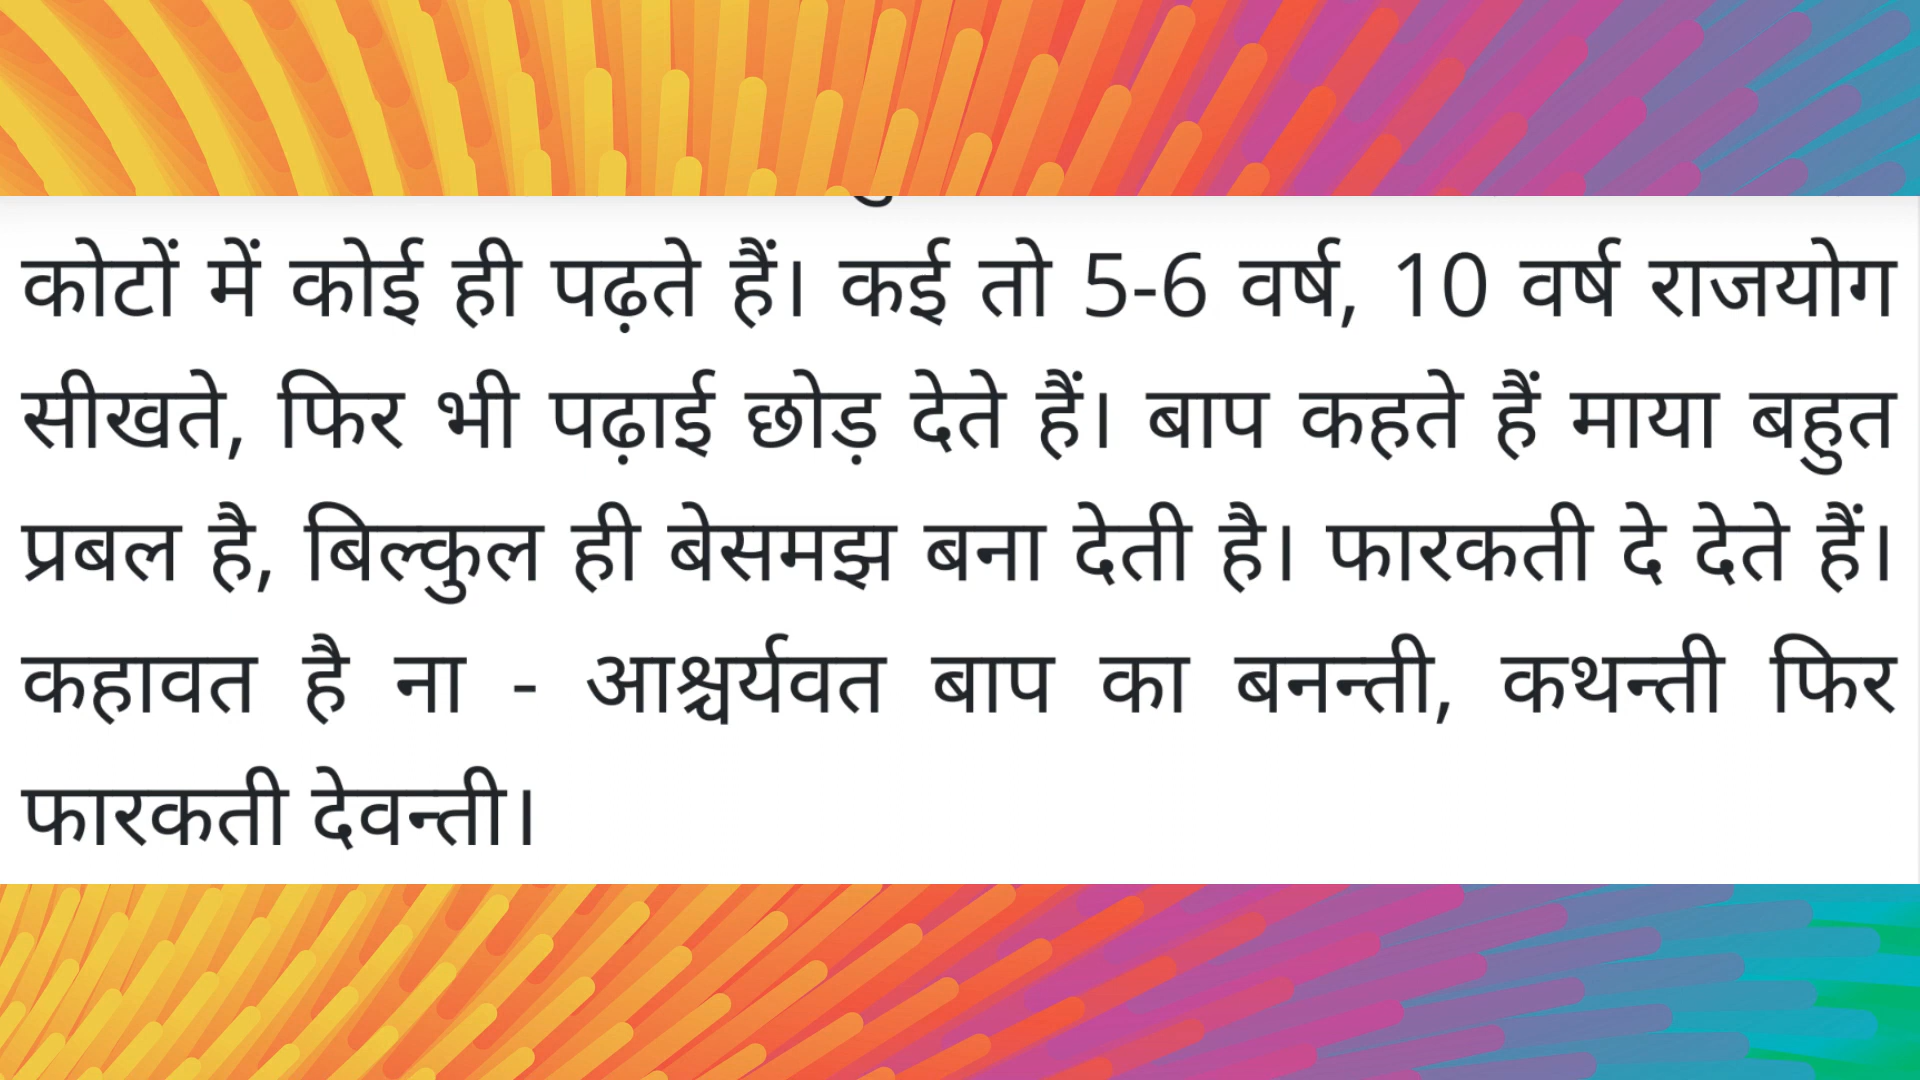 कोटों में कोई ही पढ़ते हैं। कई तो 5-6 वर्ष, 10 वर्ष राजयोग
सीखते, फिर भी पढ़ाई छोड़ देते हैं। बाप कहते हैं माया बहुत
प्रबल है, बिल्कुल ही बेसमझ बना देती है। फारकती दे देते हैं।
कहावत है ना - आश्चर्यवत बाप का बनन्ती, कथन्ती फिर
फारकती देवन्ती।